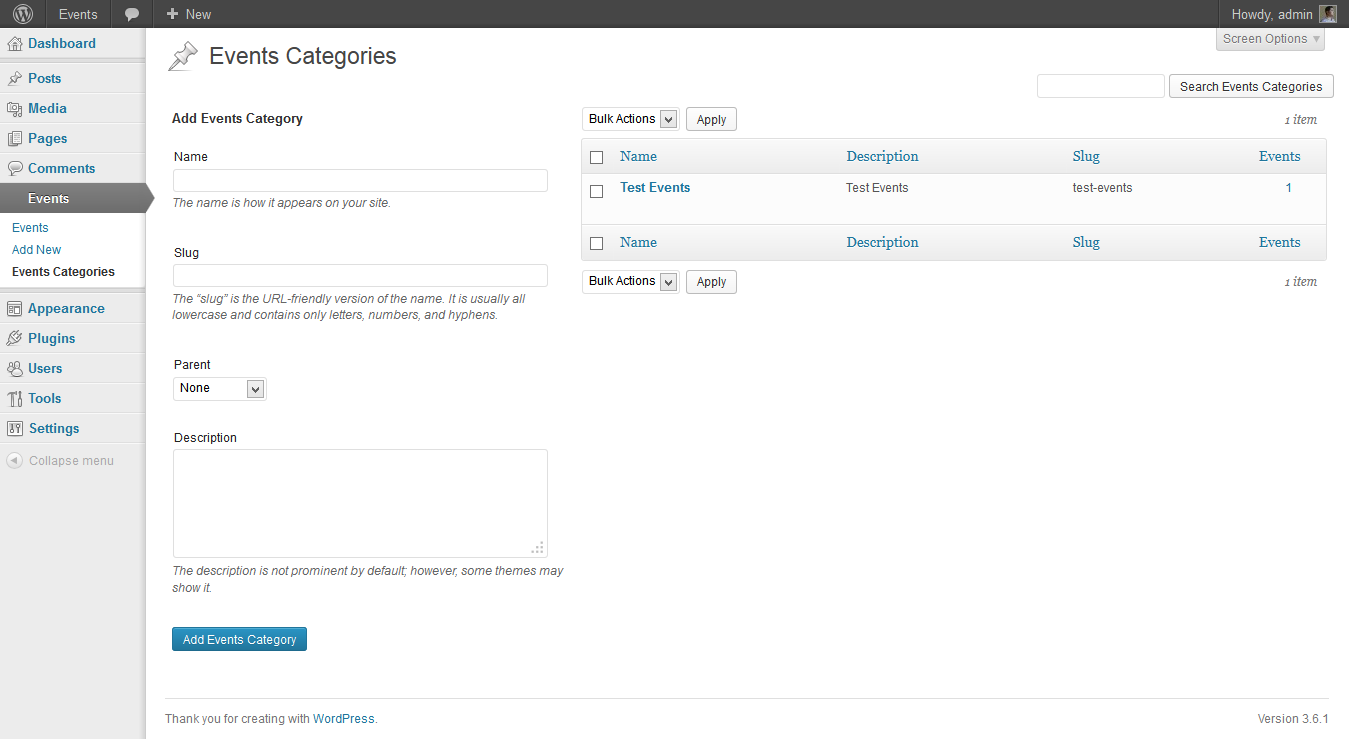 Events
New
Howdy, admin
Dashboard
Posts
Media
Pages
Comments
Events
Events
Add New
Events Categories
Appearance
Plugins
Users
Tools
Settings
Collapse menu
Screen Options
Events Categories
Search Events Categories
Add Events Category
Name
The name is how it appears on your site.
Slug
The “slug” is the URL-friendly version of the name. It is usually all
lowercase and contains only letters, numbers, and hyphens.
Parent
None
Description
The description is not prominent by default; however, some themes may
show it.
Add Events Category
Bulk Actions Apply 1 item
Name Description Slug Events
Test Events Test Events test-events 1
Name Description Slug Events
Bulk Actions Apply 1 item
Thank you for creating with WordPress. Version 3.6.1